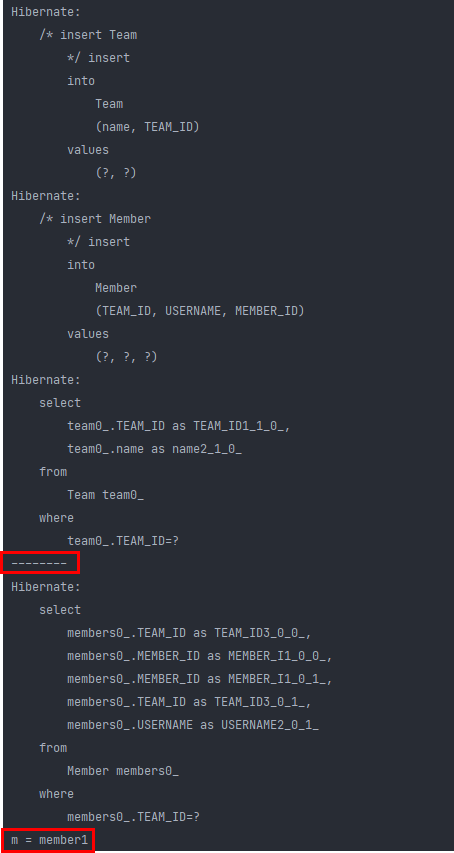 Hibernate:
    /* insert Team
        */ insert
        into
            Team
            (name, TEAM_ID)
        values
            (?, ?)
Hibernate:
    /* insert Member
        */ insert
        into
            Member
            (TEAM_ID, USERNAME, MEMBER_ID)
        values
            (?, ?, ?)
Hibernate:
    select
        team0_.TEAM_ID as TEAM_ID1_1_0_,
        team0_.name as name2_1_0_
    from
        Team team0_
    where
        team0_.TEAM_ID=?
--------
Hibernate:
    select
        members0_.TEAM_ID as TEAM_ID3_0_0_,
        members0_.MEMBER_ID as MEMBER_I1_0_0_,
        members0_.MEMBER_ID as MEMBER_I1_0_1_,
        members0_.TEAM_ID as TEAM_ID3_0_1_,
        members0_.USERNAME as USERNAME2_0_1_
    from
        Member members0_
    where
        members0_.TEAM_ID=?
m = member1